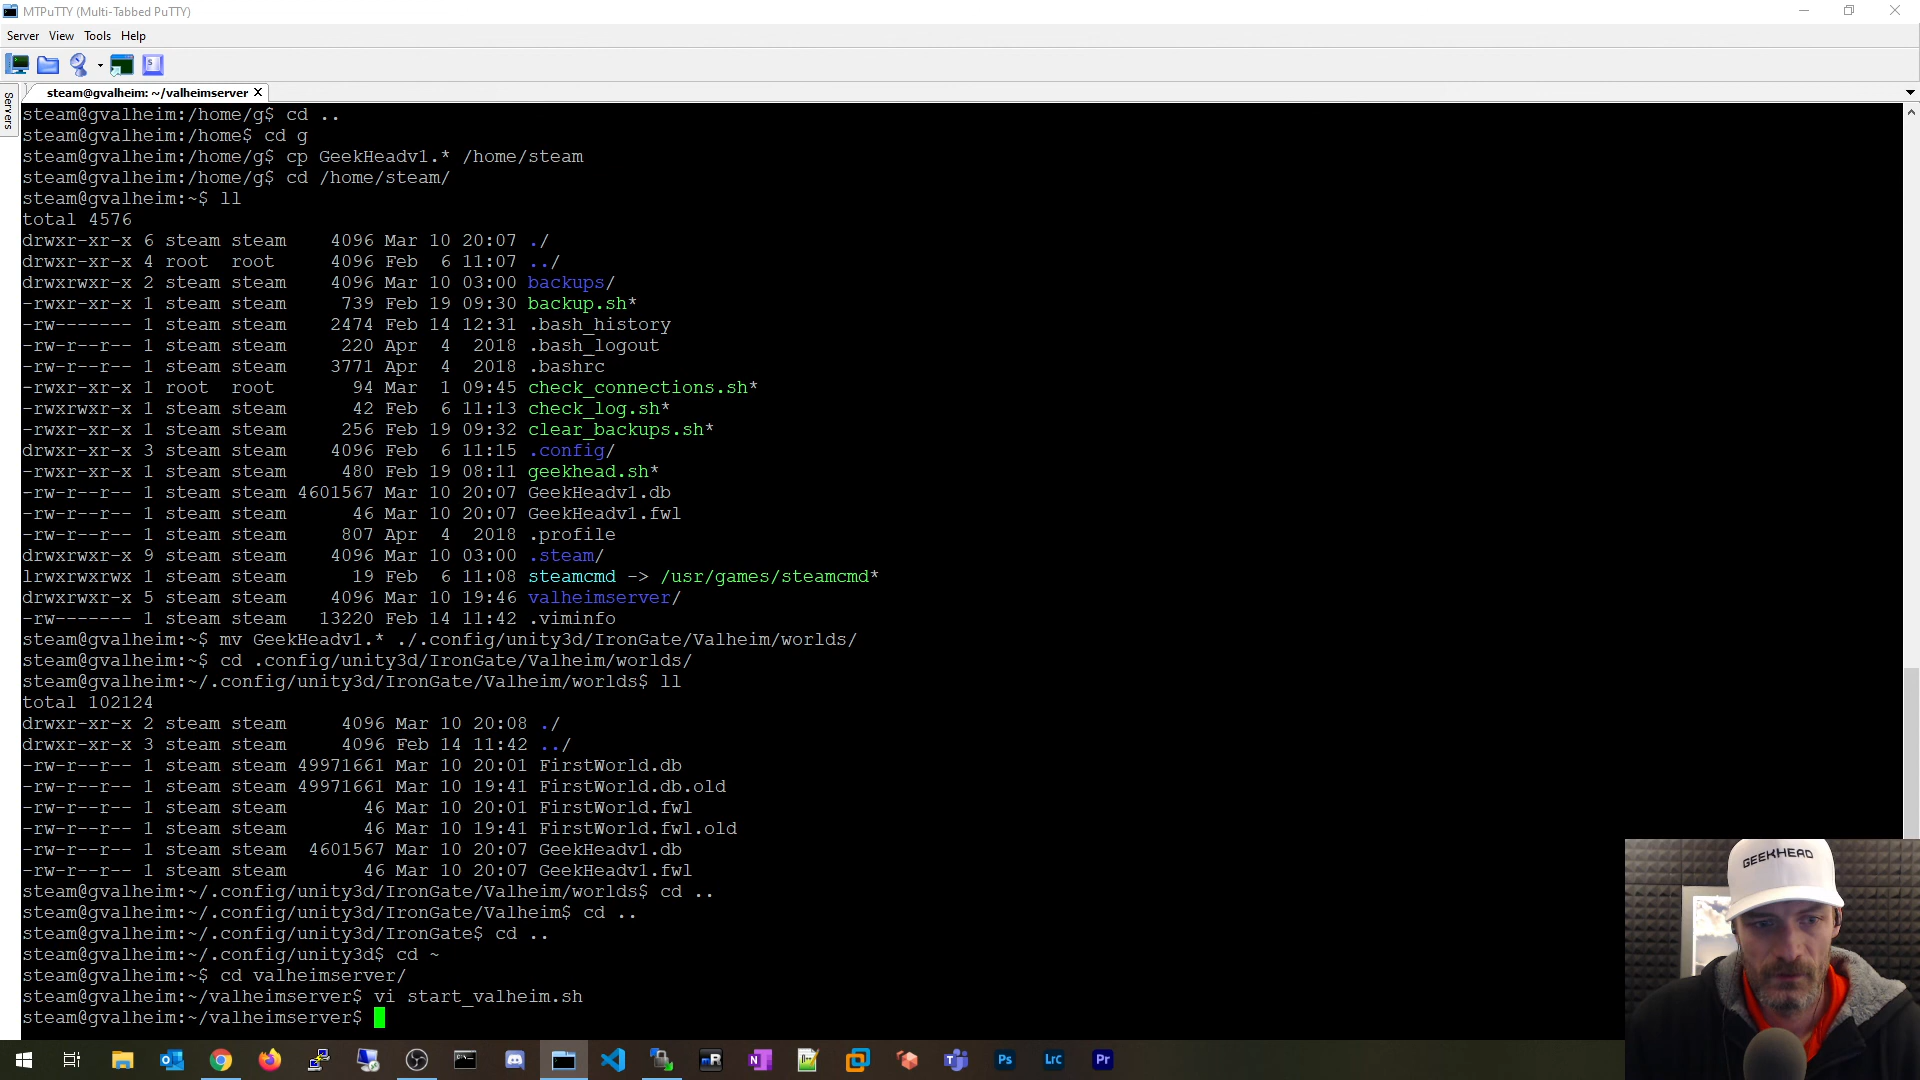 MTPuTTY (Multi-Tabbed PuTTY)
Server View Tools Help
Servers
steam@gvalheim: ~/valheimserver
steam@gvalheim:/home/g$ cd ..
steam@gvalheim:/home$ cd g
steam@gvalheim:/home/g$ cp GeekHeadv1.* /home/steam
steam@gvalheim:/home/g$ cd /home/steam/
steam@gvalheim:~$ ll
total 4576
drwxr-xr-x 6 steam steam    4096 Mar 10 20:07 ./
drwxr-xr-x 4 root  root     4096 Feb  6 11:07 ../
drwxrwxr-x 2 steam steam    4096 Mar 10 03:00 backups/
-rwxr-xr-x 1 steam steam     739 Feb 19 09:30 backup.sh*
-rw------- 1 steam steam    2474 Feb 14 12:31 .bash_history
-rw-r--r-- 1 steam steam     220 Apr  4  2018 .bash_logout
-rw-r--r-- 1 steam steam    3771 Apr  4  2018 .bashrc
-rwxr-xr-x 1 root  root       94 Mar  1 09:45 check_connections.sh*
-rwxrwxr-x 1 steam steam      42 Feb  6 11:13 check_log.sh*
-rwxr-xr-x 1 steam steam     256 Feb 19 09:32 clear_backups.sh*
drwxr-xr-x 3 steam steam    4096 Feb  6 11:15 .config/
-rwxr-xr-x 1 steam steam     480 Feb 19 08:11 geekhead.sh*
-rw-r--r-- 1 steam steam 4601567 Mar 10 20:07 GeekHeadv1.db
-rw-r--r-- 1 steam steam      46 Mar 10 20:07 GeekHeadv1.fwl
-rw-r--r-- 1 steam steam     807 Apr  4  2018 .profile
drwxrwxr-x 9 steam steam    4096 Mar 10 03:00 .steam/
lrwxrwxrwx 1 steam steam      19 Feb  6 11:08 steamcmd -> /usr/games/steamcmd*
drwxrwxr-x 5 steam steam    4096 Mar 10 19:46 valheimserver/
-rw------- 1 steam steam   13220 Feb 14 11:42 .viminfo
steam@gvalheim:~$ mv GeekHeadv1.* ./.config/unity3d/IronGate/Valheim/worlds/
steam@gvalheim:~$ cd .config/unity3d/IronGate/Valheim/worlds/
steam@gvalheim:~/.config/unity3d/IronGate/Valheim/worlds$ ll
total 102124
drwxr-xr-x 2 steam steam     4096 Mar 10 20:08 ./
drwxr-xr-x 3 steam steam     4096 Feb 14 11:42 ../
-rw-r--r-- 1 steam steam 49971661 Mar 10 20:01 FirstWorld.db
-rw-r--r-- 1 steam steam 49971661 Mar 10 19:41 FirstWorld.db.old
-rw-r--r-- 1 steam steam       46 Mar 10 20:01 FirstWorld.fwl
-rw-r--r-- 1 steam steam       46 Mar 10 19:41 FirstWorld.fwl.old
-rw-r--r-- 1 steam steam  4601567 Mar 10 20:07 GeekHeadv1.db
-rw-r--r-- 1 steam steam       46 Mar 10 20:07 GeekHeadv1.fwl
steam@gvalheim:~/.config/unity3d/IronGate/Valheim/worlds$ cd ..
steam@gvalheim:~/.config/unity3d/IronGate/Valheim$ cd ..
steam@gvalheim:~/.config/unity3d/IronGate$ cd ..
steam@gvalheim:~/.config/unity3d$ cd ~
steam@gvalheim:~$ cd valheimserver/
steam@gvalheim:~/valheimserver$ vi start_valheim.sh
steam@gvalheim:~/valheimserver$
GEEKHEAD
mR
N
Ps
Lrc
Pr